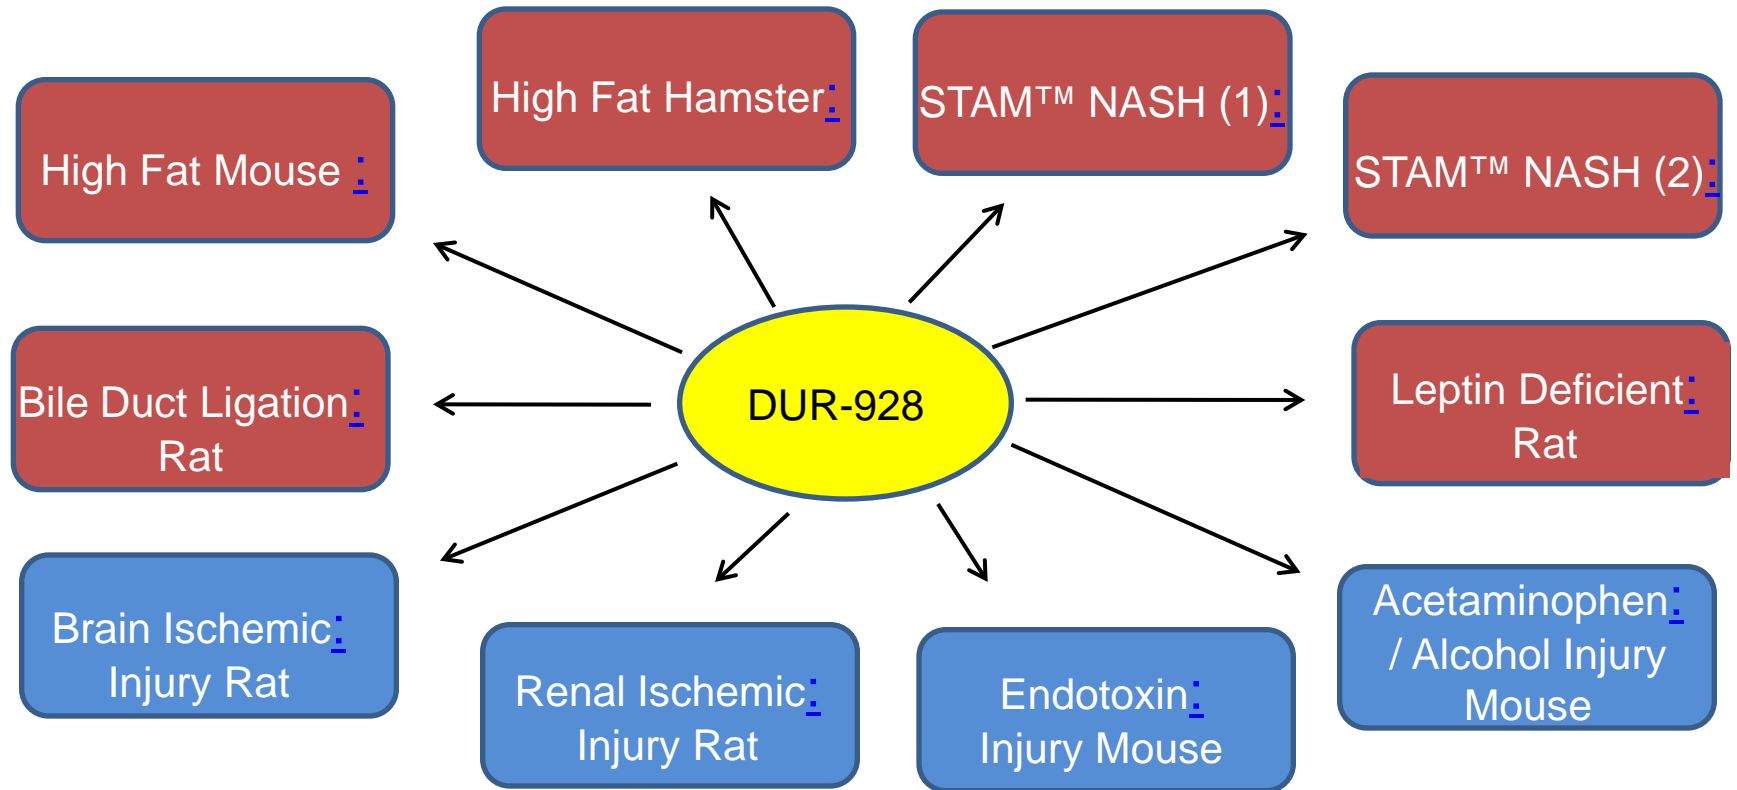 High Fat Hamster:
STAM™ NASH (1):
High Fat Mouse :
STAM™ NASH (2):
DUR-928
Bile Duct Ligation:
Rat
Leptin Deficient:
Rat
Brain Ischemic:
Injury Rat
Renal Ischemic:
Injury Rat
Endotoxin:
Injury Mouse
Acetaminophen:
/ Alcohol Injury
Mouse